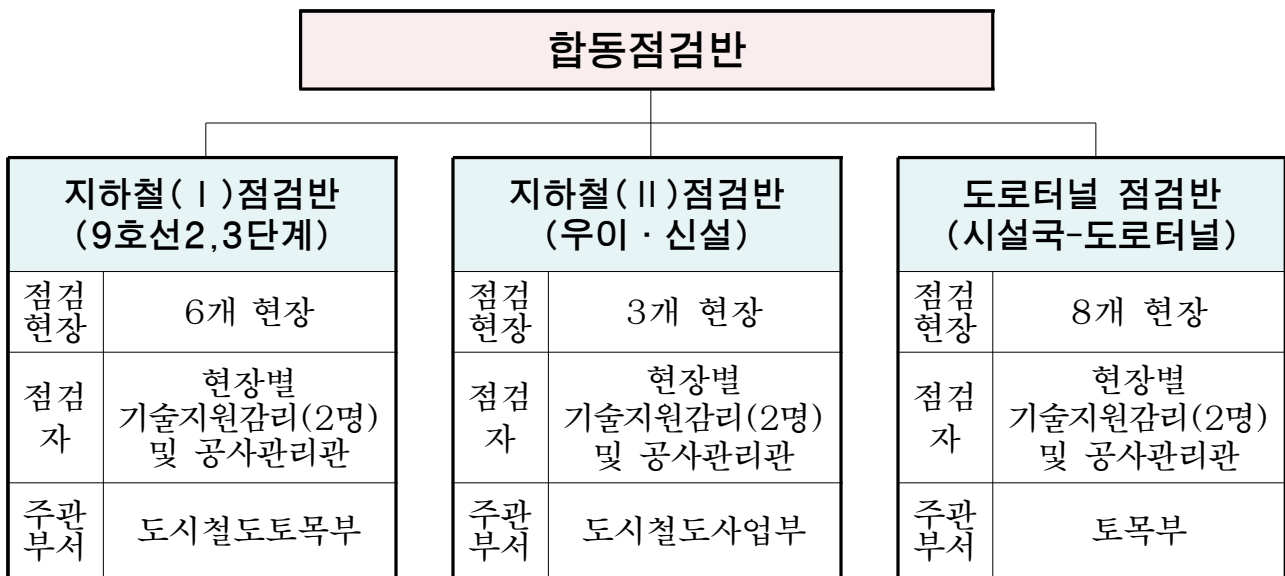 합동점검반
지하철(Ⅰ)점검반
(9호선2,3단계)
점검
현장
6개 현장
점검
자
현장별
기술지원감리(2명)
및 공사관리관
주관
부서
도시철도토목부
지하철(Ⅱ)점검반
(우이·신설)
점검
현장
3개 현장
점검
자
현장별
기술지원감리(2명)
및 공사관리관
주관
부서
도시철도사업부
도로터널 점검반
(시설국-도로터널)
점검
현장
8개 현장
점검
자
현장별
기술지원감리(2명)
및 공사관리관
주관
부서
토목부